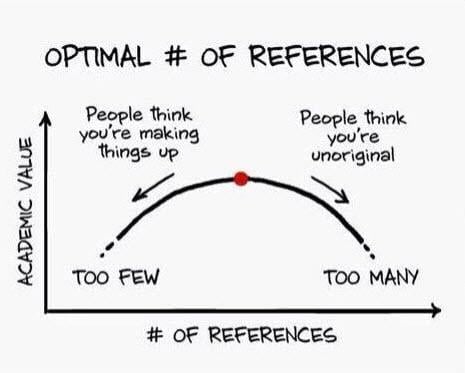 OPTIMAL # OF REFERENCES
People think
you're making
things up
People think
you're
unoriginal
ACADEMIC VALUE
TOO FEW
TOO MANY
# OF REFERENCES